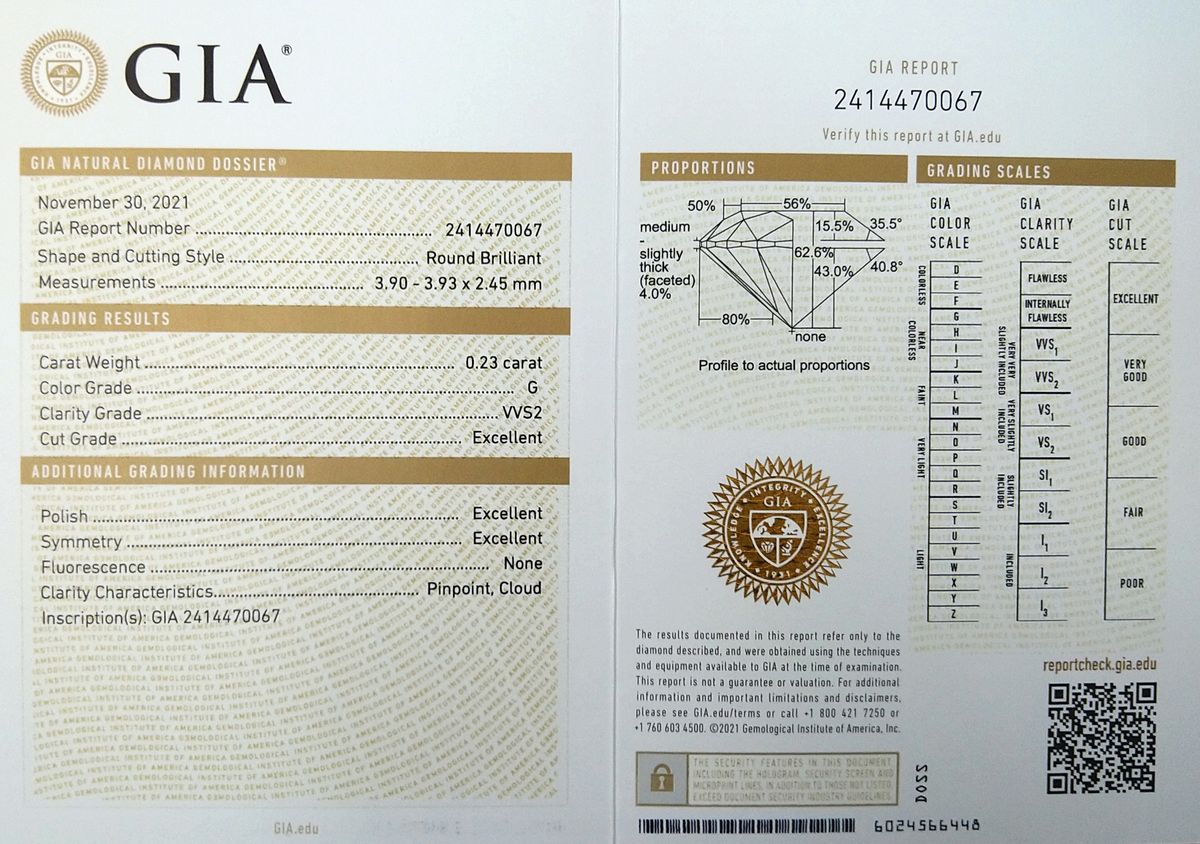 GIA®
GIA NATURAL DIAMOND DOSSIER®
November 30, 2021
GIA Report Number 2414470067
Shape and Cutting Style Round Brilliant
Measurements 3.90 - 3.93 x 2.45 mm
GRADING RESULTS
Carat Weight 0.23 carat
Color Grade G
Clarity Grade VVS2
Cut Grade Excellent
ADDITIONAL GRADING INFORMATION
Polish Excellent
Symmetry Excellent
Fluorescence None
Clarity Characteristics Pinpoint, Cloud
Inscription(s): GIA 2414470067
GIA.edu
GIA REPORT
2414470067
Verify this report at GIA.edu
PROPORTIONS
50%
56%
medium
-
slightly
thick
(faceted)
4.0%
15.5%
35.5°
62.6%
43.0%
40.8°
80%
none
Profile to actual proportions
KNOWLEDGE INTEGRITY EXCELLENCE
GIA
1931
The results documented in this report refer only to the
diamond described, and were obtained using the techniques
and equipment available to GIA at the time of examination.
This report is not a guarantee or valuation. For additional
information and important limitations and disclaimers,
please see GIA.edu/terms or call +1 800 421 7250 or
+1 760 603 4500. ©2021 Gemological Institute of America, Inc.
THE SECURITY FEATURES IN THIS DOCUMENT,
INCLUDING THE HOLOGRAM, SECURITY SCREEN AND
MICROPRINT LINES, IN ADDITION TO THOSE NOT LISTED,
EXCEED DOCUMENT SECURITY INDUSTRY GUIDELINES.
DOSS
6024566448
GRADING SCALES
GIA
COLOR
SCALE
COLORLESS
D
E
F
NEAR
COLORLESS
G
H
I
J
FAINT
K
L
M
VERY LIGHT
N
O
P
Q
R
LIGHT
S
T
U
V
W
X
Y
Z
GIA
CLARITY
SCALE
FLAWLESS
INTERNALLY
FLAWLESS
VERY VERY
SLIGHTLY INCLUDED
VVS1
VVS2
VERY SLIGHTLY
INCLUDED
VS1
VS2
SLIGHTLY
INCLUDED
SI1
SI2
INCLUDED
I1
I2
I3
GIA
CUT
SCALE
EXCELLENT
VERY
GOOD
GOOD
FAIR
POOR
reportcheck.gia.edu